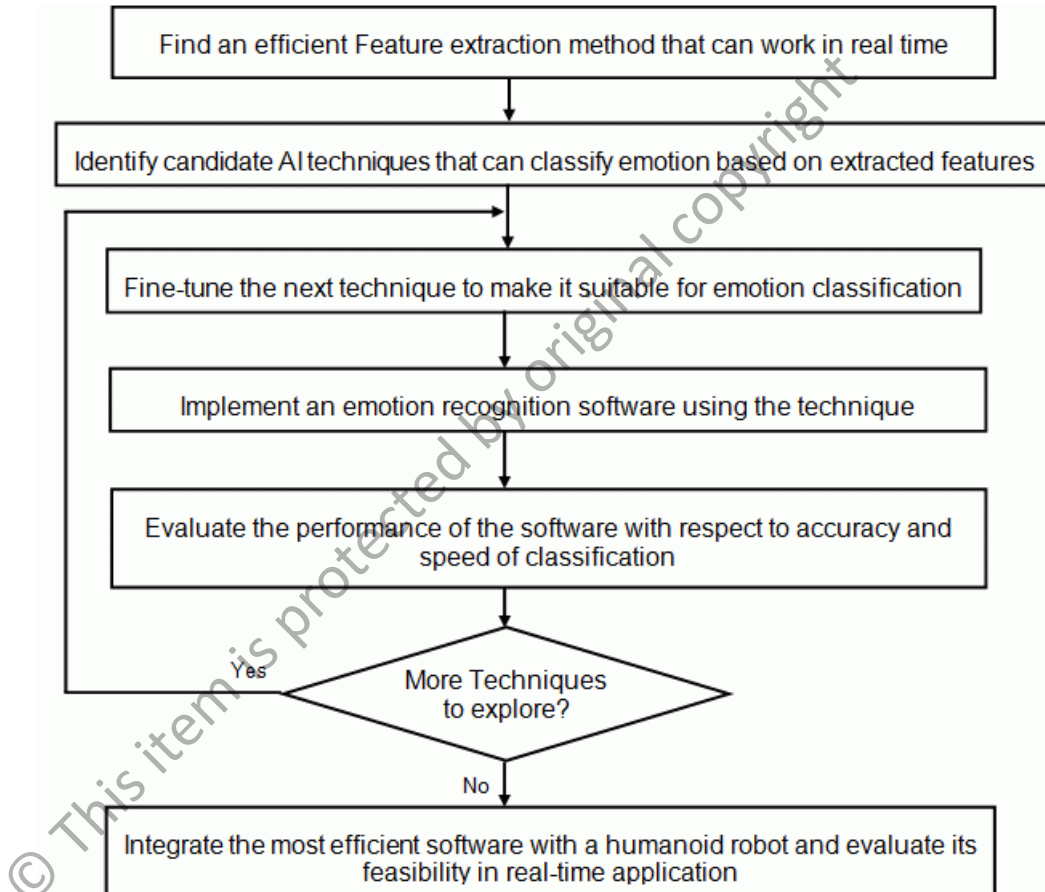 Find an efficient Feature extraction method that can work in real time
Identify candidate AI techniques that can classify emotion based on extracted features
Fine-tune the next technique to make it suitable for emotion classification
Implement an emotion recognition software using the technique
Evaluate the performance of the software with respect to accuracy and
speed of classification
More Techniques
to explore?
Yes
No
Integrate the most efficient software with a humanoid robot and evaluate its
feasibility in real-time application
© This item is protected by original copyright